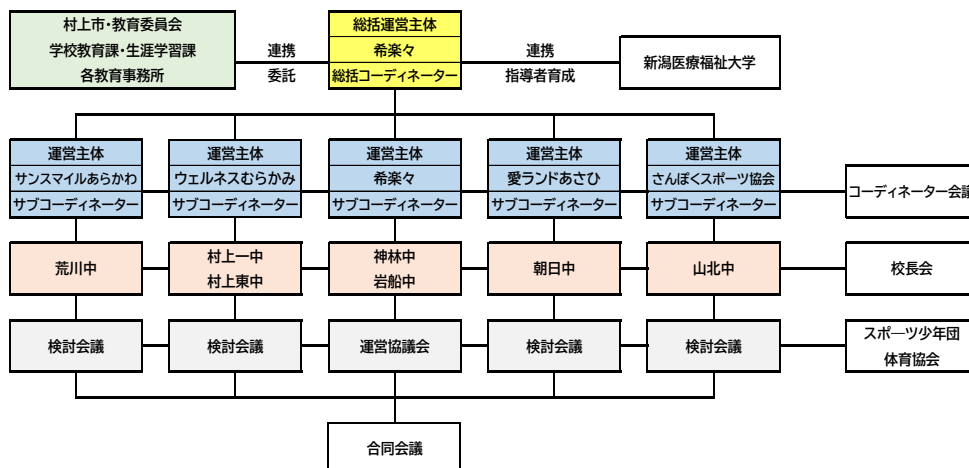 村上市・教育委員会
学校教育課・生涯学習課
各教育事務所
連携
委託
総括運営主体
希楽々
総括コーディネーター
連携
指導者育成
新潟医療福祉大学
運営主体
サンスマイルあらかわ
サブコーディネーター
運営主体
ウェルネスむらかみ
サブコーディネーター
運営主体
希楽々
サブコーディネーター
運営主体
愛ランドあさひ
サブコーディネーター
運営主体
さんぽくスポーツ協会
サブコーディネーター
コーディネーター会議
荒川中
村上一中
村上東中
神林中
岩船中
朝日中
山北中
校長会
検討会議
検討会議
運営協議会
検討会議
検討会議
スポーツ少年団
体育協会
合同会議